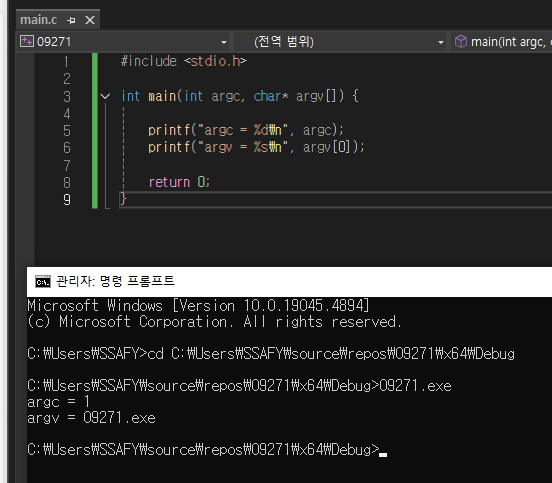 main.c
09271
(전역 범위)
main(int argc, c
1 #include <stdio.h>
2
3 int main(int argc, char* argv[]) {
4
5 printf("argc = %d₩n", argc);
6 printf("argv = %s₩n", argv[0]);
7
8 return 0;
9 }
관리자: 명령 프롬프트
Microsoft Windows [Version 10.0.19045.4894]
(c) Microsoft Corporation. All rights reserved.
C:₩Users₩SSAFY>cd C:₩Users₩SSAFY₩source₩repos₩09271₩x64₩Debug
C:₩Users₩SSAFY₩source₩repos₩09271₩x64₩Debug>09271.exe
argc = 1
argv = 09271.exe
C:₩Users₩SSAFY₩source₩repos₩09271₩x64₩Debug>